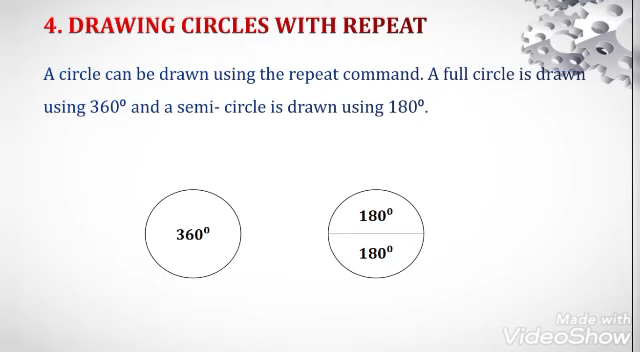 4. DRAWING CIRCLES WITH REPEAT
A circle can be drawn using the repeat command. A full circle is drawn
using 360⁰ and a semi- circle is drawn using 180⁰.
360⁰
180⁰
180⁰
Made with
VideoShow